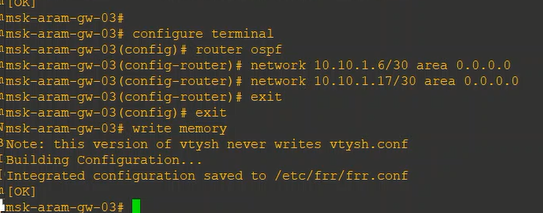 [OK]
msk-aram-gw-03#
msk-aram-gw-03# configure terminal
msk-aram-gw-03(config)# router ospf
msk-aram-gw-03(config-router)# network 10.10.1.6/30 area 0.0.0.0
msk-aram-gw-03(config-router)# network 10.10.1.17/30 area 0.0.0.0
msk-aram-gw-03(config-router)# exit
msk-aram-gw-03(config)# exit
msk-aram-gw-03# write memory
Note: this version of vtysh never writes vtysh.conf
Building Configuration...
Integrated configuration saved to /etc/frr/frr.conf
[OK]
msk-aram-gw-03#